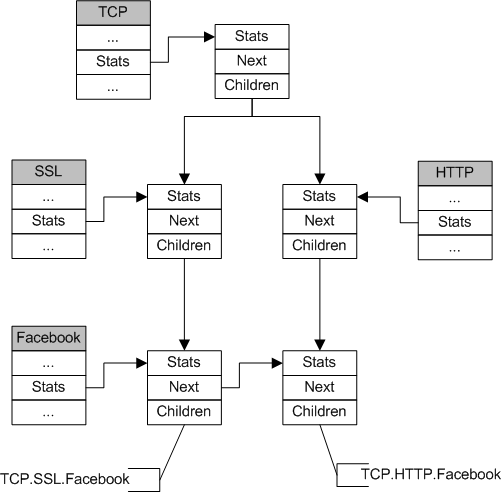 TCP
...
Stats
...
Stats
Next
Children
SSL
...
Stats
...
Stats
Next
Children
Stats
Next
Children
HTTP
...
Stats
...
Facebook
...
Stats
...
Stats
Next
Children
Stats
Next
Children
TCP.SSL.Facebook
TCP.HTTP.Facebook